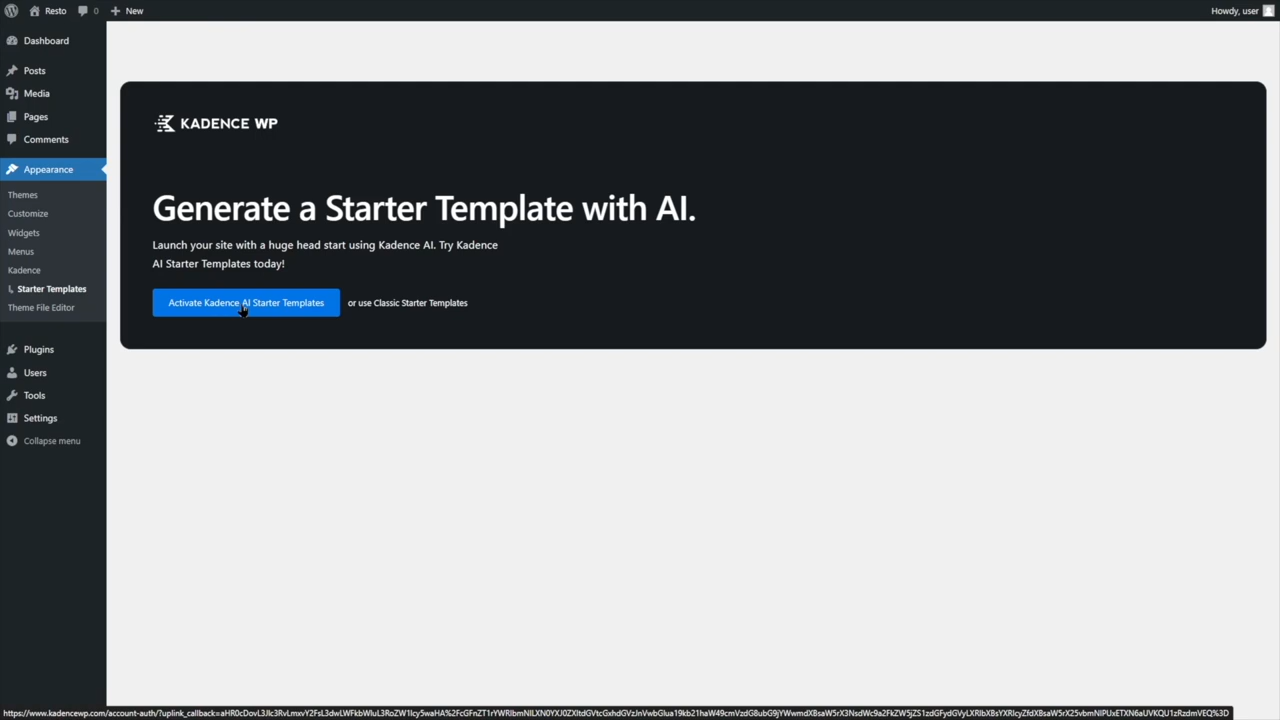 Resto
0
New
Howdy, user
Dashboard
Posts
Media
Pages
Comments
Appearance
Themes
Customize
Widgets
Menus
Kadence
Starter Templates
Theme File Editor
Plugins
Users
Tools
Settings
Collapse menu
KADENCE WP
Generate a Starter Template with AI.
Launch your site with a huge head start using Kadence AI. Try Kadence
AI Starter Templates today!
Activate Kadence AI Starter Templates
or use Classic Starter Templates